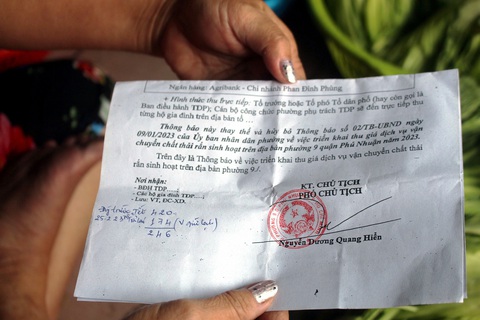 Ngân hàng: Agribank - Chi nhánh Phan Đình Phùng
+ Hình thức thu trực tiếp: Tổ trưởng hoặc Tổ phó Tổ dân phố (hay còn gọi là
Ban điều hành TDP); Cán bộ công chức phường phụ trách TDP sẽ đến trực tiếp thu
từng hộ gia đình trên địa bàn tổ ...
Thông báo này thay thế và hủy bỏ Thông báo số 02/TB-UBND ngày
09/01/2023 của Ủy ban nhân dân phường về việc triển khai thu giá dịch vụ vận
chuyển chất thải rắn sinh hoạt trên địa bàn phường 9 quận Phú Nhuận năm 2023.
Trên đây là Thông báo về việc triển khai thu giá dịch vụ vận chuyển chất thải
rắn sinh hoạt trên địa bàn phường 9./.
Nơi nhận:
- BĐH TDP....;
- Các hộ gia đình TDP....;
- Lưu: VT, ĐC-XD.
KT. CHỦ TỊCH
PHÓ CHỦ TỊCH
420
174
246
Nguyễn Dương Quang Hiển